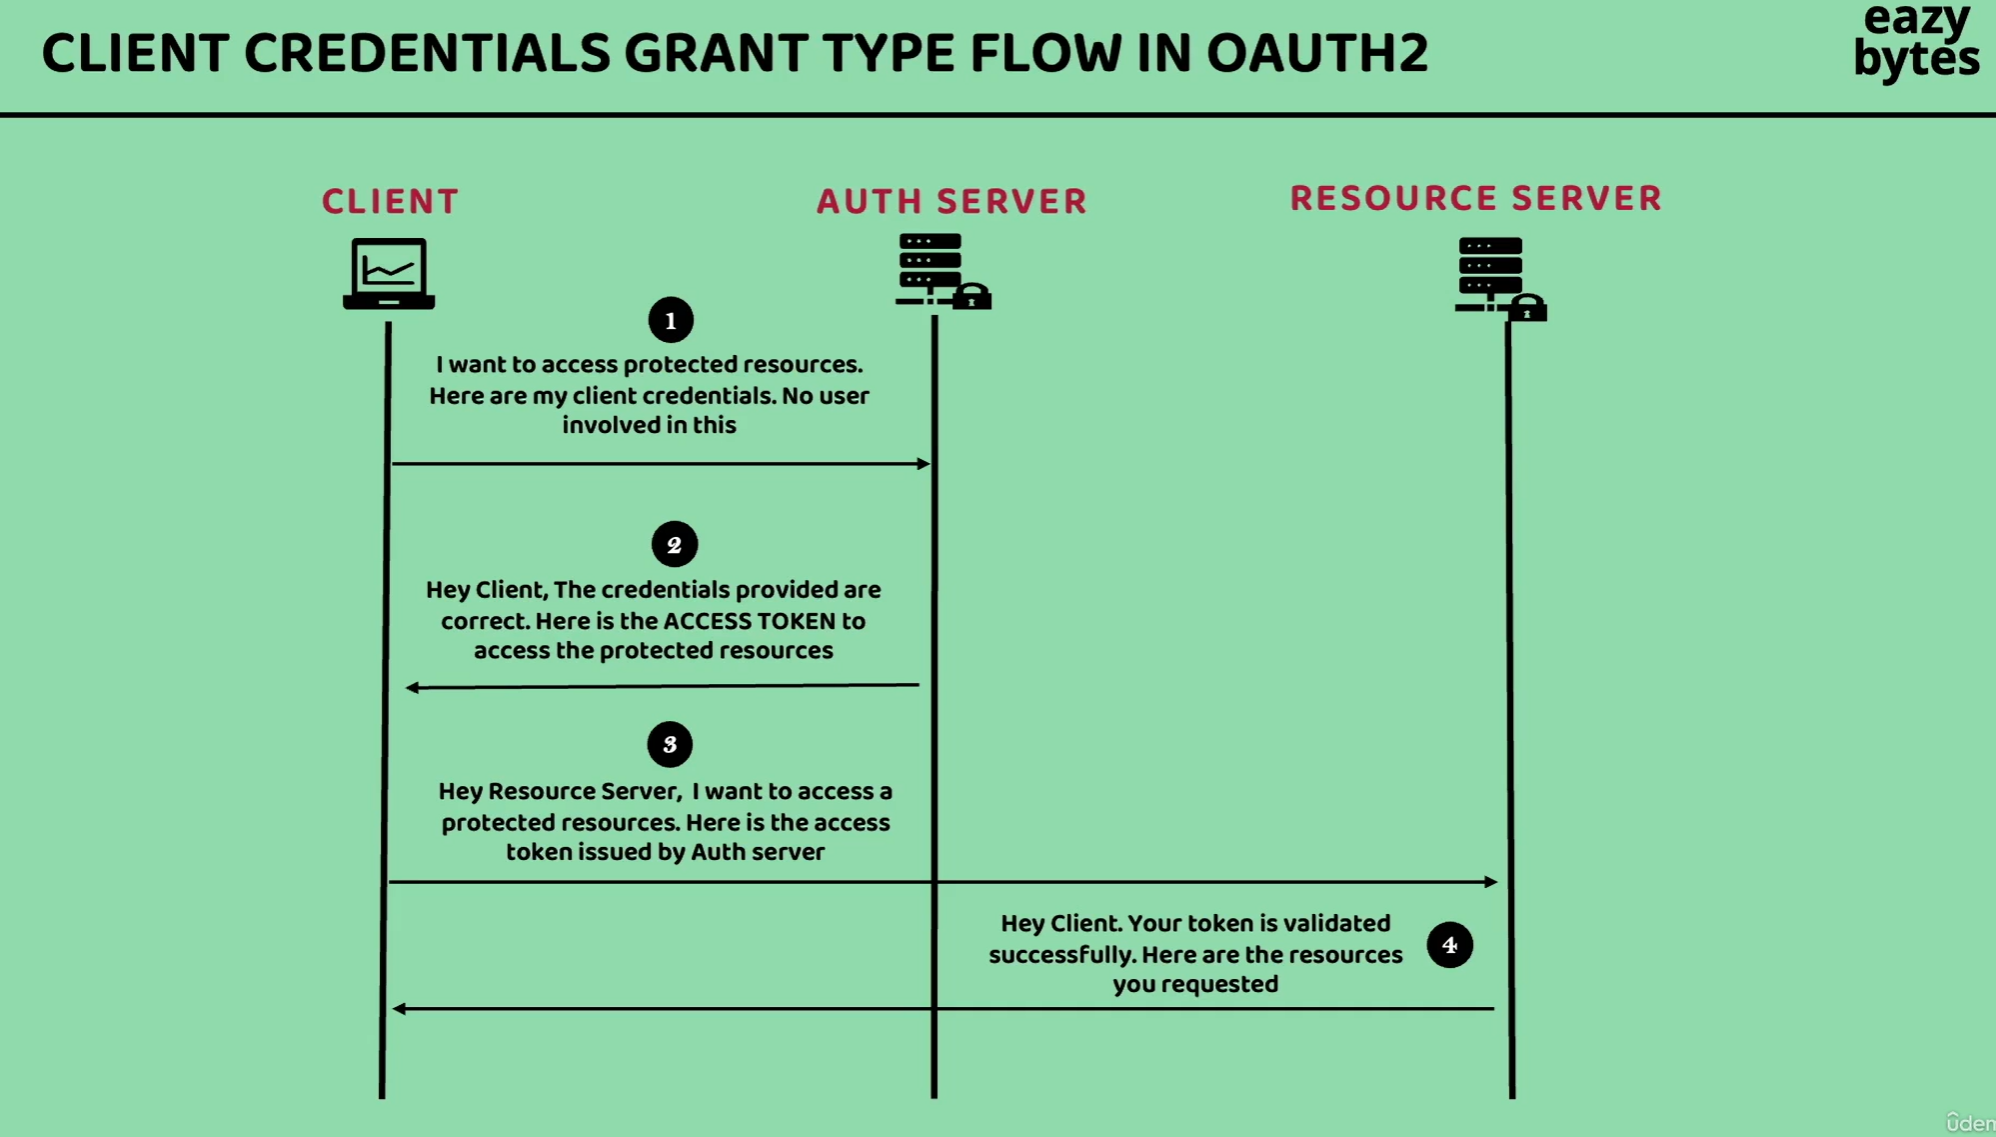 CLIENT CREDENTIALS GRANT TYPE FLOW IN OAUTH2
eazy
bytes
CLIENT
AUTH SERVER
RESOURCE SERVER
1
I want to access protected resources.
Here are my client credentials. No user
involved in this
2
Hey Client, The credentials provided are
correct. Here is the ACCESS TOKEN to
access the protected resources
3
Hey Resource Server, I want to access a
protected resources. Here is the access
token issued by Auth server
Hey Client. Your token is validated
successfully. Here are the resources
you requested
4